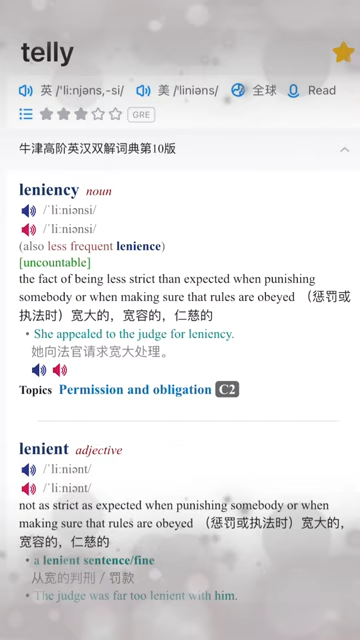 telly
英 /'li:njəns,-si/ 美 /ˈliniəns/ 全球 Read
GRE
牛津高阶英汉双解词典第10版
leniency noun
/ˈliːniənsi/
/ˈliːniənsi/
(also less frequent lenience)
[uncountable]
the fact of being less strict than expected when punishing
somebody or when making sure that rules are obeyed （惩罚或
执法时）宽大的，宽容的，仁慈的
• She appealed to the judge for leniency.
她向法官请求宽大处理。
Topics Permission and obligation C2
lenient adjective
/ˈliːniənt/
/ˈliːniənt/
not as strict as expected when punishing somebody or when
making sure that rules are obeyed （惩罚或执法时）宽大的，
宽容的，仁慈的
• a lenient sentence/fine
从宽的判刑 / 罚款
• The judge was far too lenient with him.